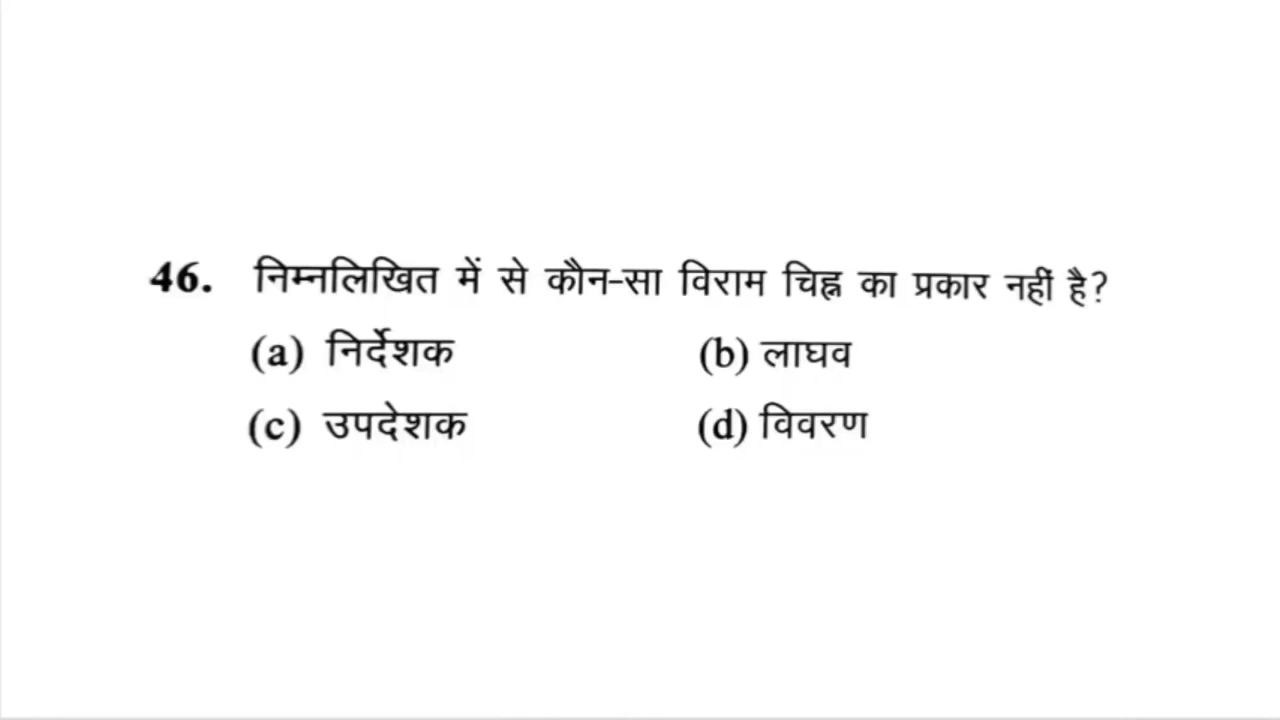 46. निम्नलिखित में से कौन-सा विराम चिह्न का प्रकार नहीं है?
(a) निर्देशक (b) लाघव
(c) उपदेशक (d) विवरण